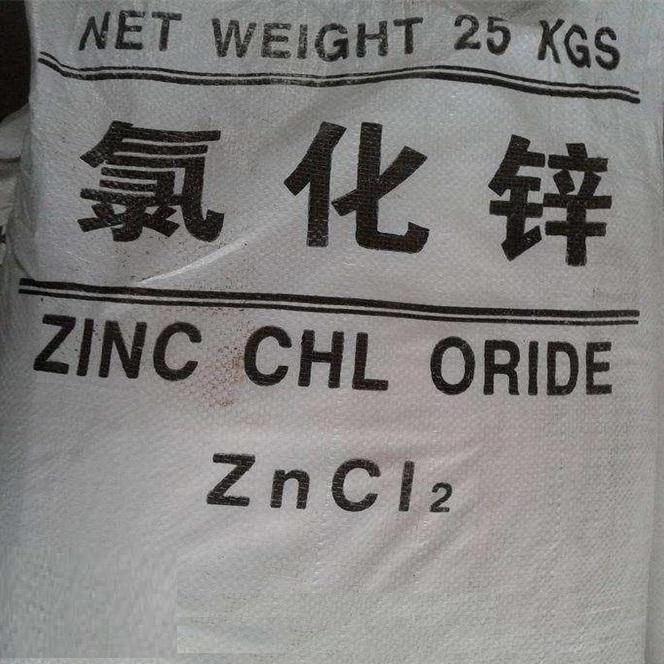 NET WEIGHT 25 KGS
氯化锌
ZINC CHL ORIDE
ZnCl₂